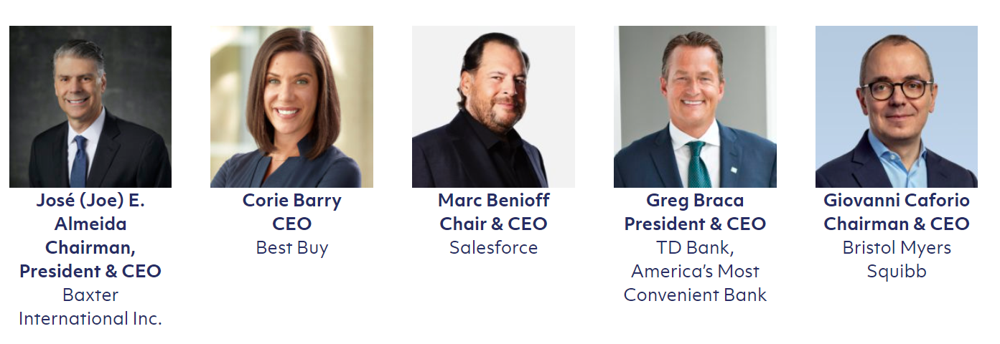 José (Joe) E.
Almeida
Chairman,
President & CEO
Baxter
International Inc.
Corie Barry
CEO
Best Buy
Marc Benioff
Chair & CEO
Salesforce
Greg Braca
President & CEO
TD Bank,
America’s Most
Convenient Bank
Giovanni Caforio
Chairman & CEO
Bristol Myers
Squibb